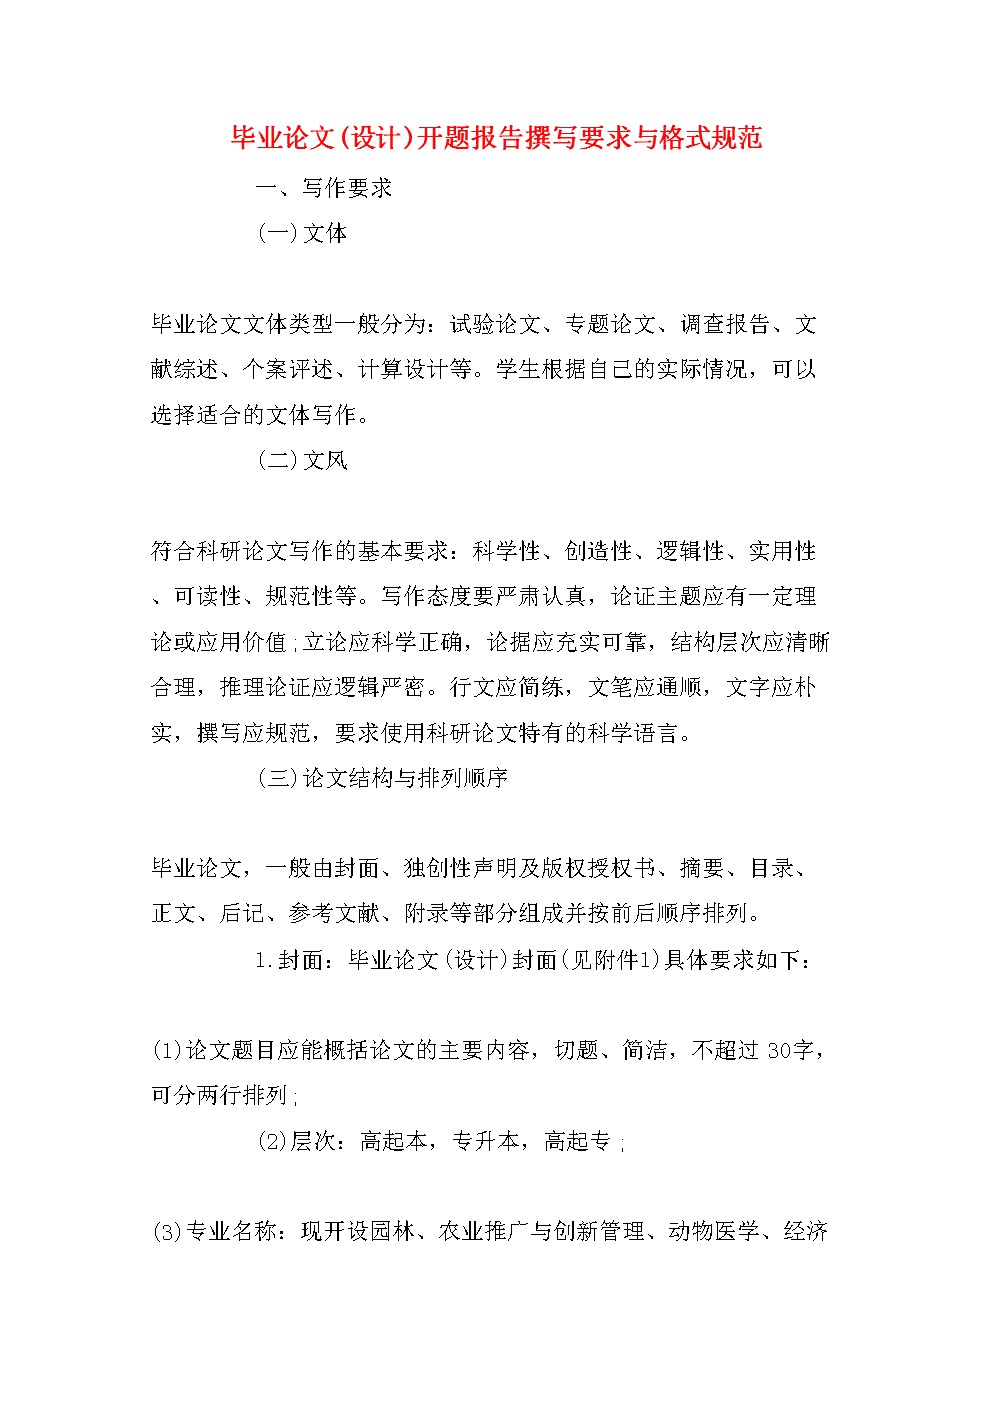 毕业论文(设计)开题报告撰写要求与格式规范
一、写作要求
(一)文体
毕业论文文体类型一般分为：试验论文、专题论文、调查报告、文
献综述、个案评述、计算设计等。学生根据自己的实际情况，可以
选择适合的文体写作。
(二)文风
符合科研论文写作的基本要求：科学性、创造性、逻辑性、实用性
、可读性、规范性等。写作态度要严肃认真，论证主题应有一定理
论或应用价值;立论应科学正确，论据应充实可靠，结构层次应清晰
合理，推理论证应逻辑严密。行文应简练，文笔应通顺，文字应朴
实，撰写应规范，要求使用科研论文特有的科学语言。
(三)论文结构与排列顺序
毕业论文，一般由封面、独创性声明及版权授权书、摘要、目录、
正文、后记、参考文献、附录等部分组成并按前后顺序排列。
1.封面：毕业论文(设计)封面(见附件1)具体要求如下：
(1)论文题目应能概括论文的主要内容，切题、简洁，不超过30字，
可分两行排列;
(2)层次：高起本，专升本，高起专;
(3)专业名称：现开设园林、农业推广与创新管理、动物医学、经济